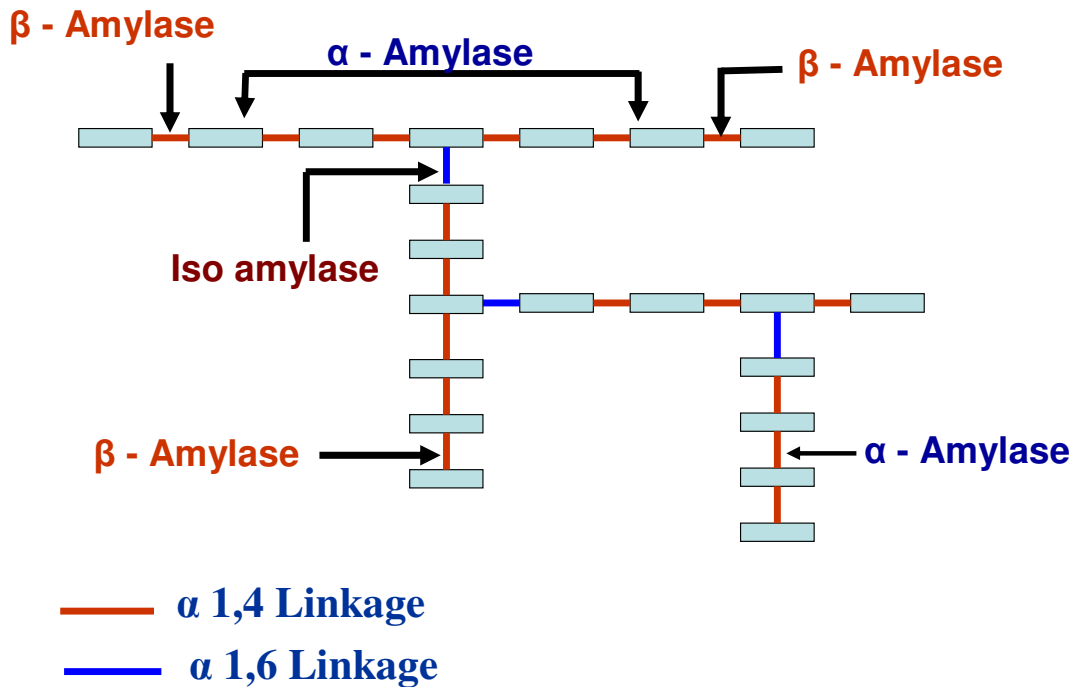 β - Amylase
α - Amylase
β - Amylase
Iso amylase
β - Amylase
α - Amylase
α 1,4 Linkage
α 1,6 Linkage